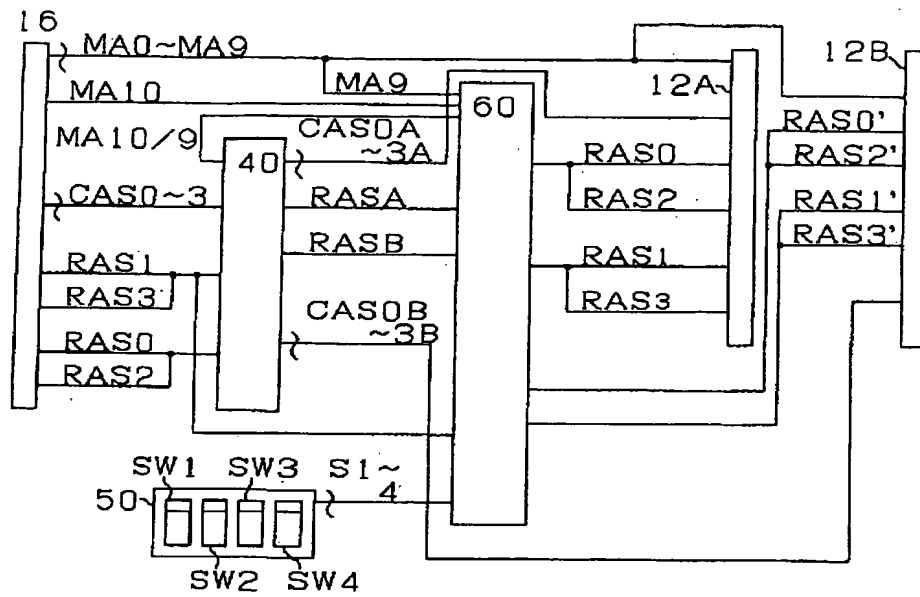 16
MA0~MA9
12B
MA9
12A
MA10
60
RAS0'
MA10/9
CAS0A
~3A
40
RAS0
RAS2'
CAS0~3
RASA
RAS2
RAS1'
RASB
RAS3'
RAS1
RAS1
RAS3
CAS0B
~3B
RAS3
RAS0
RAS2
SW1
SW3
S1~
4
50
SW2
SW4